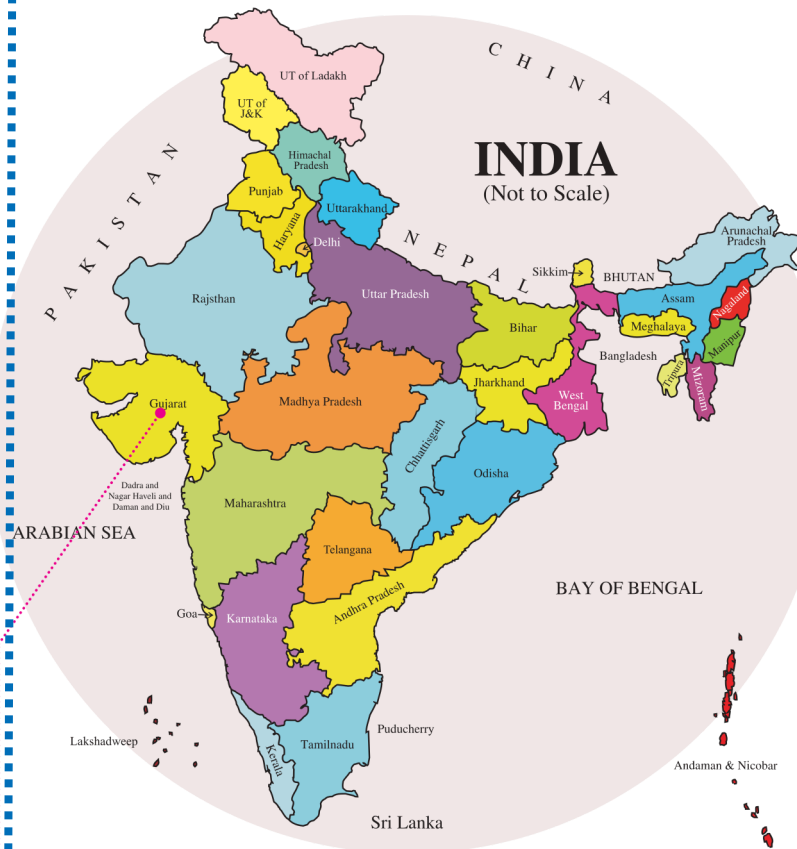 CHINA
UT of Ladakh
UT of
J&K
INDIA
(Not to Scale)
PAKISTAN
Himachal
Pradesh
Punjab
Uttarakhand
Haryana
Delhi
NEPAL
Arunachal
Pradesh
Sikkim
BHUTAN
Rajsthan
Uttar Pradesh
Assam
Nagaland
Bihar
Meghalaya
Manipur
Bangladesh
Tripura
Mizoram
Jharkhand
West
Bengal
Gujarat
Madhya Pradesh
Chhattisgarh
Odisha
Dadra and
Nagar Haveli and
Daman and Diu
Maharashtra
ARABIAN SEA
Telangana
BAY OF BENGAL
Andhra Pradesh
Goa
Karnataka
Lakshadweep
Puducherry
Kerala
Tamilnadu
Andaman & Nicobar
Sri Lanka